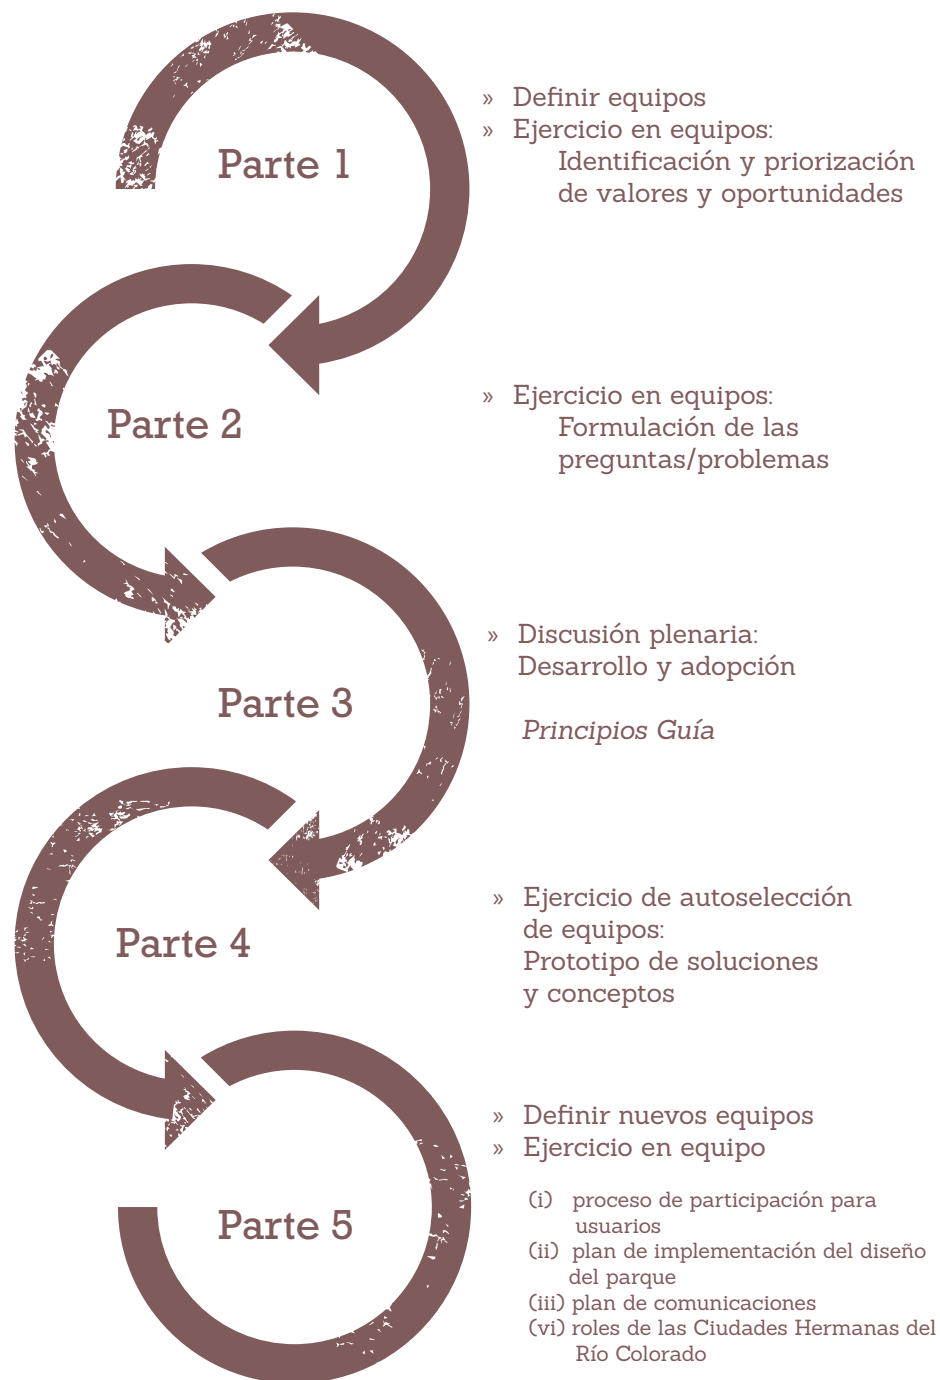 Parte 1
» Definir equipos
» Ejercicio en equipos:
Identificación y priorización
de valores y oportunidades
Parte 2
» Ejercicio en equipos:
Formulación de las
preguntas/problemas
Parte 3
» Discusión plenaria:
Desarrollo y adopción
Principios Guía
Parte 4
» Ejercicio de autoselección
de equipos:
Prototipo de soluciones
y conceptos
Parte 5
» Definir nuevos equipos
» Ejercicio en equipo
(i) proceso de participación para
usuarios
(ii) plan de implementación del diseño
del parque
(iii) plan de comunicaciones
(vi) roles de las Ciudades Hermanas del
Río Colorado